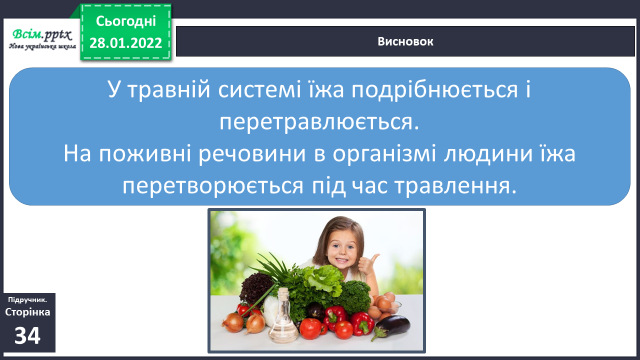 Всім.pptx
Нова українська школа
Сьогодні
28.01.2022
Висновок
У травній системі їжа подрібнюється і
перетравлюється.
На поживні речовини в організмі людини їжа
перетворюється під час травлення.
Підручник.
Сторінка
34